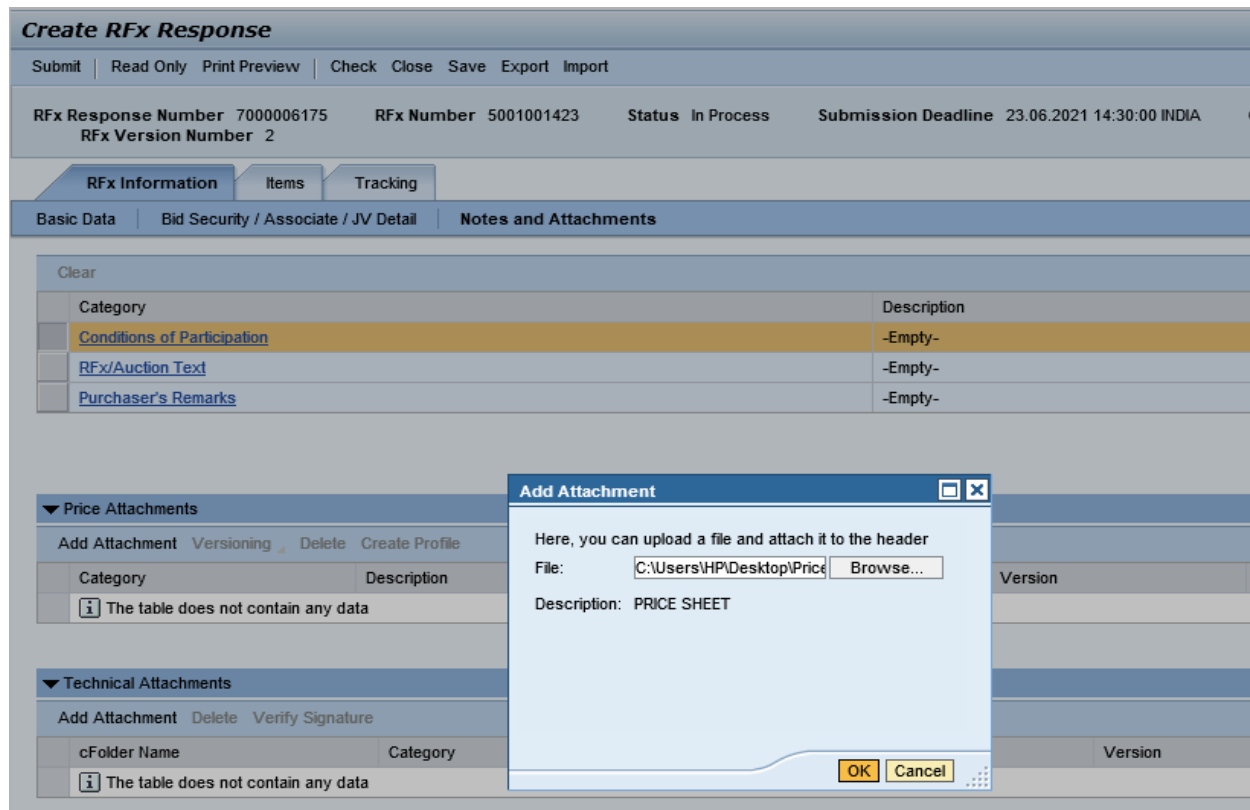 Create RFx Response
Submit Read Only Print Preview Check Close Save Export Import
RFx Response Number 7000006175 RFx Number 5001001423 Status In Process Submission Deadline 23.06.2021 14:30:00 INDIA
RFx Version Number 2
RFx Information Items Tracking
Basic Data Bid Security / Associate / JV Detail Notes and Attachments
Clear
Category Description
Conditions of Participation -Empty-
RFx/Auction Text -Empty-
Purchaser's Remarks -Empty-
Price Attachments
Add Attachment Versioning Delete Create Profile
Category Description Version
The table does not contain any data
Technical Attachments
Add Attachment Delete Verify Signature
cFolder Name Category Version
The table does not contain any data
Add Attachment
Here, you can upload a file and attach it to the header
File: C:\Users\HP\Desktop\Price Browse...
Description: PRICE SHEET
OK Cancel